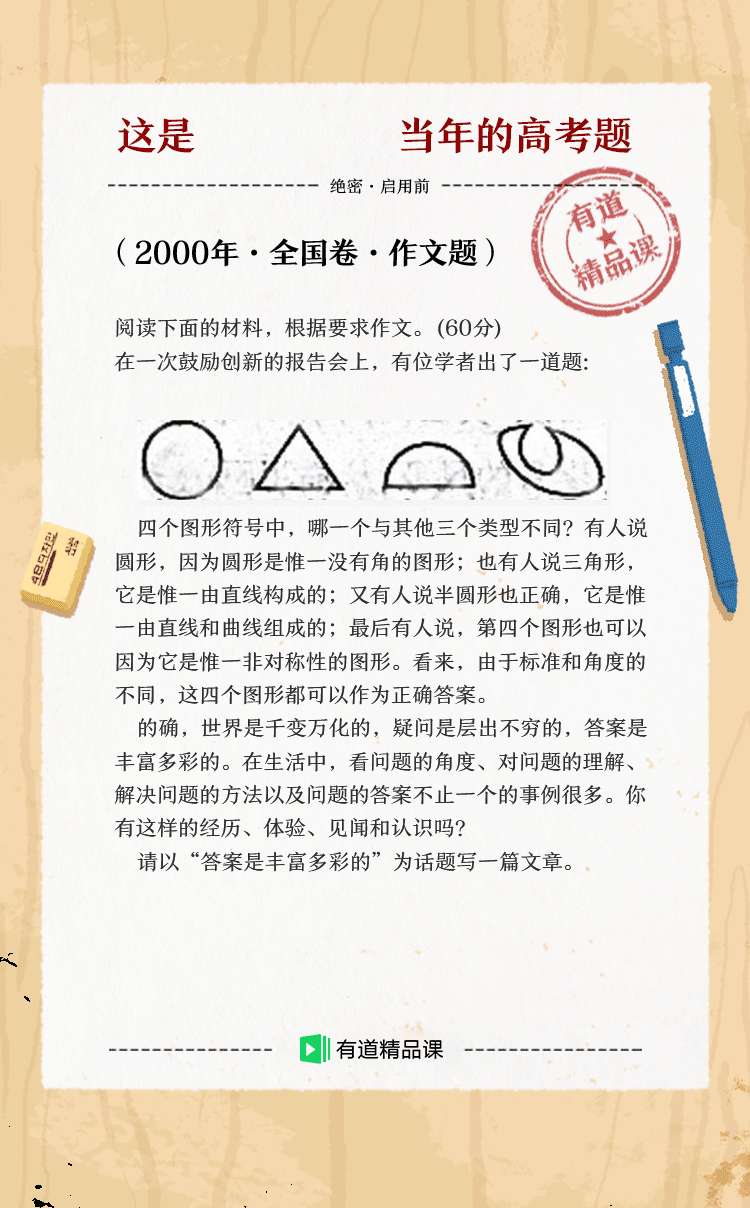 这是 当年的高考题
绝密·启用前
有道
精品课
（2000年·全国卷·作文题）
阅读下面的材料，根据要求作文。(60分)
在一次鼓励创新的报告会上，有位学者出了一道题:
四个图形符号中，哪一个与其他三个类型不同？有人说
圆形，因为圆形是惟一没有角的图形；也有人说三角形，
它是惟一由直线构成的；又有人说半圆形也正确，它是惟
一由直线和曲线组成的；最后有人说，第四个图形也可以
因为它是惟一非对称性的图形。看来，由于标准和角度的
不同，这四个图形都可以作为正确答案。
的确，世界是千变万化的，疑问是层出不穷的，答案是
丰富多彩的。在生活中，看问题的角度、对问题的理解、
解决问题的方法以及问题的答案不止一个的事例很多。你
有这样的经历、体验、见闻和认识吗？
请以“答案是丰富多彩的”为话题写一篇文章。
有道精品课